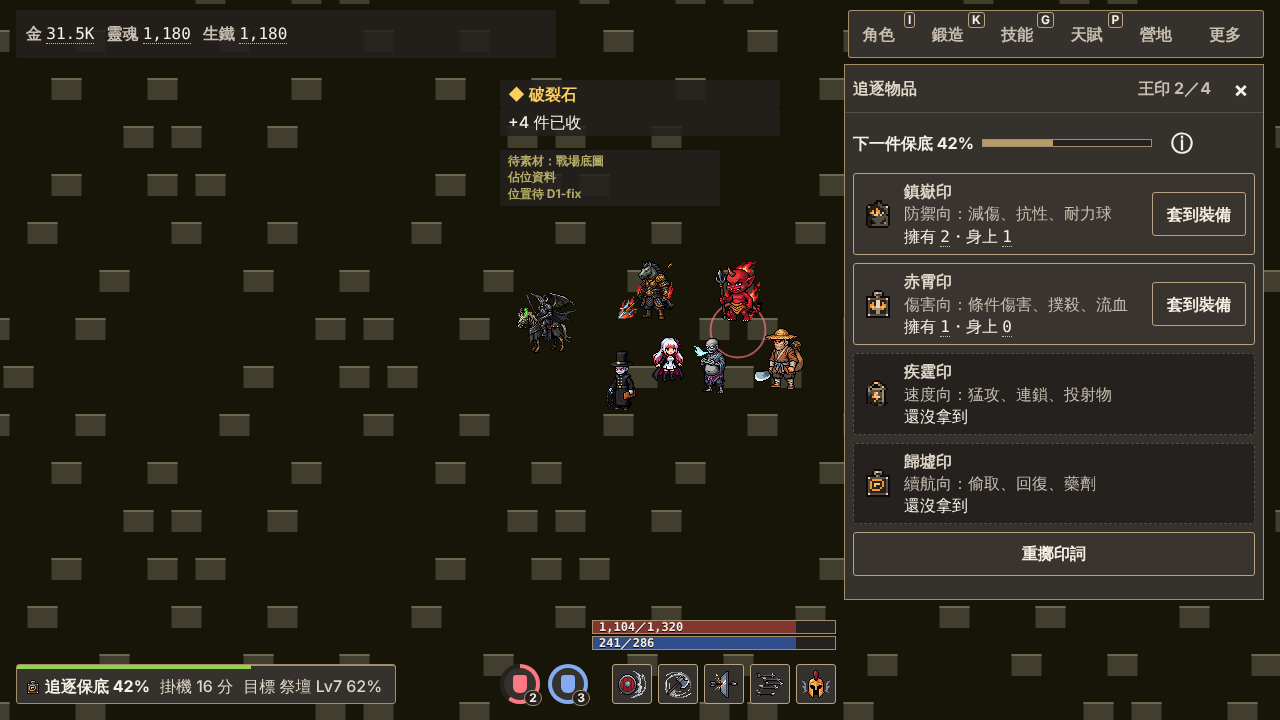 金 31.5K 靈魂 1,180 生鐵 1,180
角色 I 鍛造 K 技能 G 天賦 P 營地 更多
◆ 破裂石
+4 件已收
待素材：戰場底圖
佔位資料
位置待 D1-fix
追逐物品 王印 2／4 ×
下一件保底 42% ⓘ
鎮嶽印
防禦向：減傷、抗性、耐力球
擁有 2・身上 1
套到裝備
赤霄印
傷害向：條件傷害、撲殺、流血
擁有 1・身上 0
套到裝備
疾霆印
速度向：猛攻、連鎖、投射物
還沒拿到
歸墟印
續航向：偷取、回復、藥劑
還沒拿到
重擲印詞
1,104／1,320
241／286
追逐保底 42% 掛機 16 分 目標 祭壇 Lv7 62%
2 3